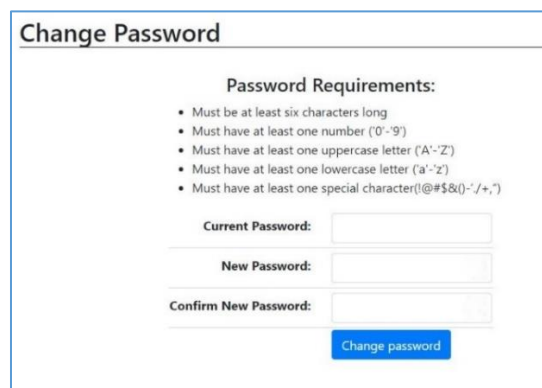 Change Password
Password Requirements:
• Must be at least six characters long
• Must have at least one number ('0'-'9')
• Must have at least one uppercase letter ('A'-'Z')
• Must have at least one lowercase letter ('a'-'z')
• Must have at least one special character(!@#$&()-'./+,")
Current Password:
New Password:
Confirm New Password:
Change password